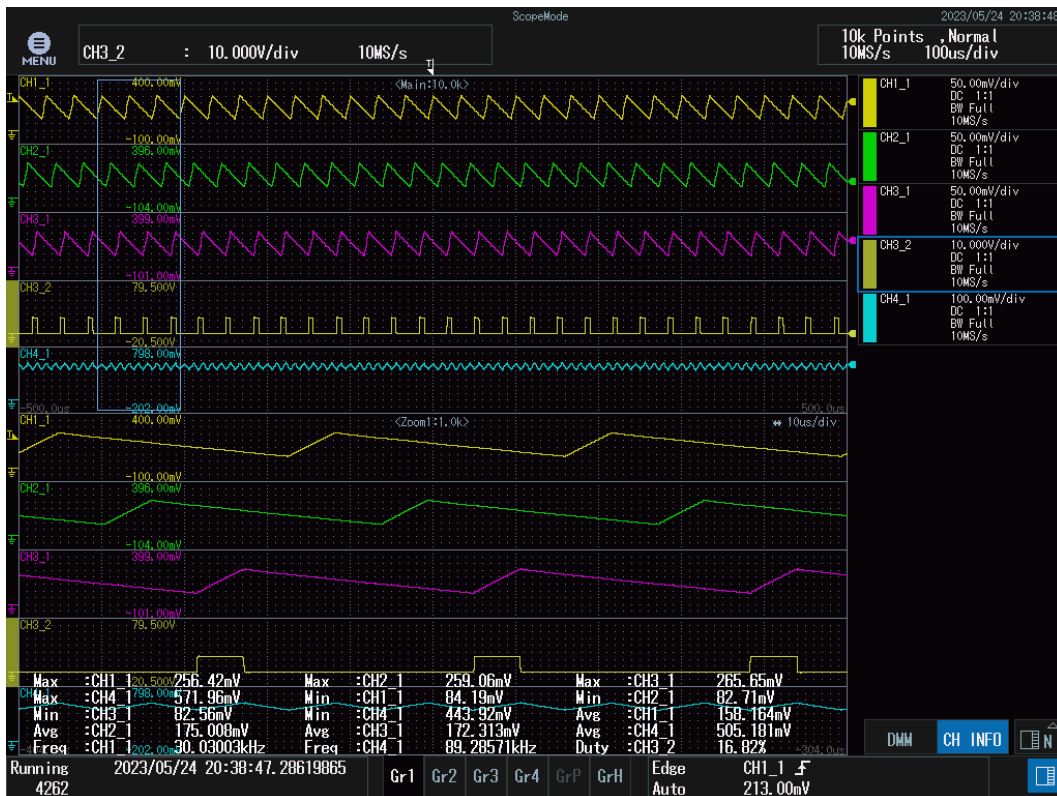 ScopeMode 2023/05/24 20:38:48
MENU
CH3_2 : 10.000V/div 10MS/s
10k Points ,Normal
10MS/s 100us/div
CH1_1 400.00mV <Main:10.0k>
-100.00mV
CH2_1 396.00mV
-104.00mV
CH3_1 399.00mV
-101.00mV
CH3_2 79.500V
-20.500V
CH4_1 798.00mV
-500.0us -202.00mV 500.0us
CH1_1 400.00mV <Zoom1:1.0k> 10us/div
-100.00mV
CH2_1 396.00mV
-104.00mV
CH3_1 399.00mV
-101.00mV
CH3_2 79.500V
Max :CH1_1 256.42mV Max :CH2_1 259.06mV Max :CH3_1 265.65mV
Max :CH4_1 571.96mV Min :CH1_1 84.19mV Min :CH2_1 82.71mV
Min :CH3_1 82.56mV Min :CH4_1 443.92mV Avg :CH1_1 158.164mV
Avg :CH2_1 175.008mV Avg :CH3_1 172.313mV Avg :CH4_1 505.181mV
Freq :CH1_1 30.03003kHz Freq :CH4_1 89.28571kHz Duty :CH3_2 16.82%
-304.0us
CH1_1 50.00mV/div
DC 1:1
BW Full
10MS/s
CH2_1 50.00mV/div
DC 1:1
BW Full
10MS/s
CH3_1 50.00mV/div
DC 1:1
BW Full
10MS/s
CH3_2 10.000V/div
DC 1:1
BW Full
10MS/s
CH4_1 100.00mV/div
DC 1:1
BW Full
10MS/s
DMM CH INFO N
Running 2023/05/24 20:38:47.28619865
4262
Gr1 Gr2 Gr3 Gr4 GrP GrH
Edge CH1_1
Auto 213.00mV